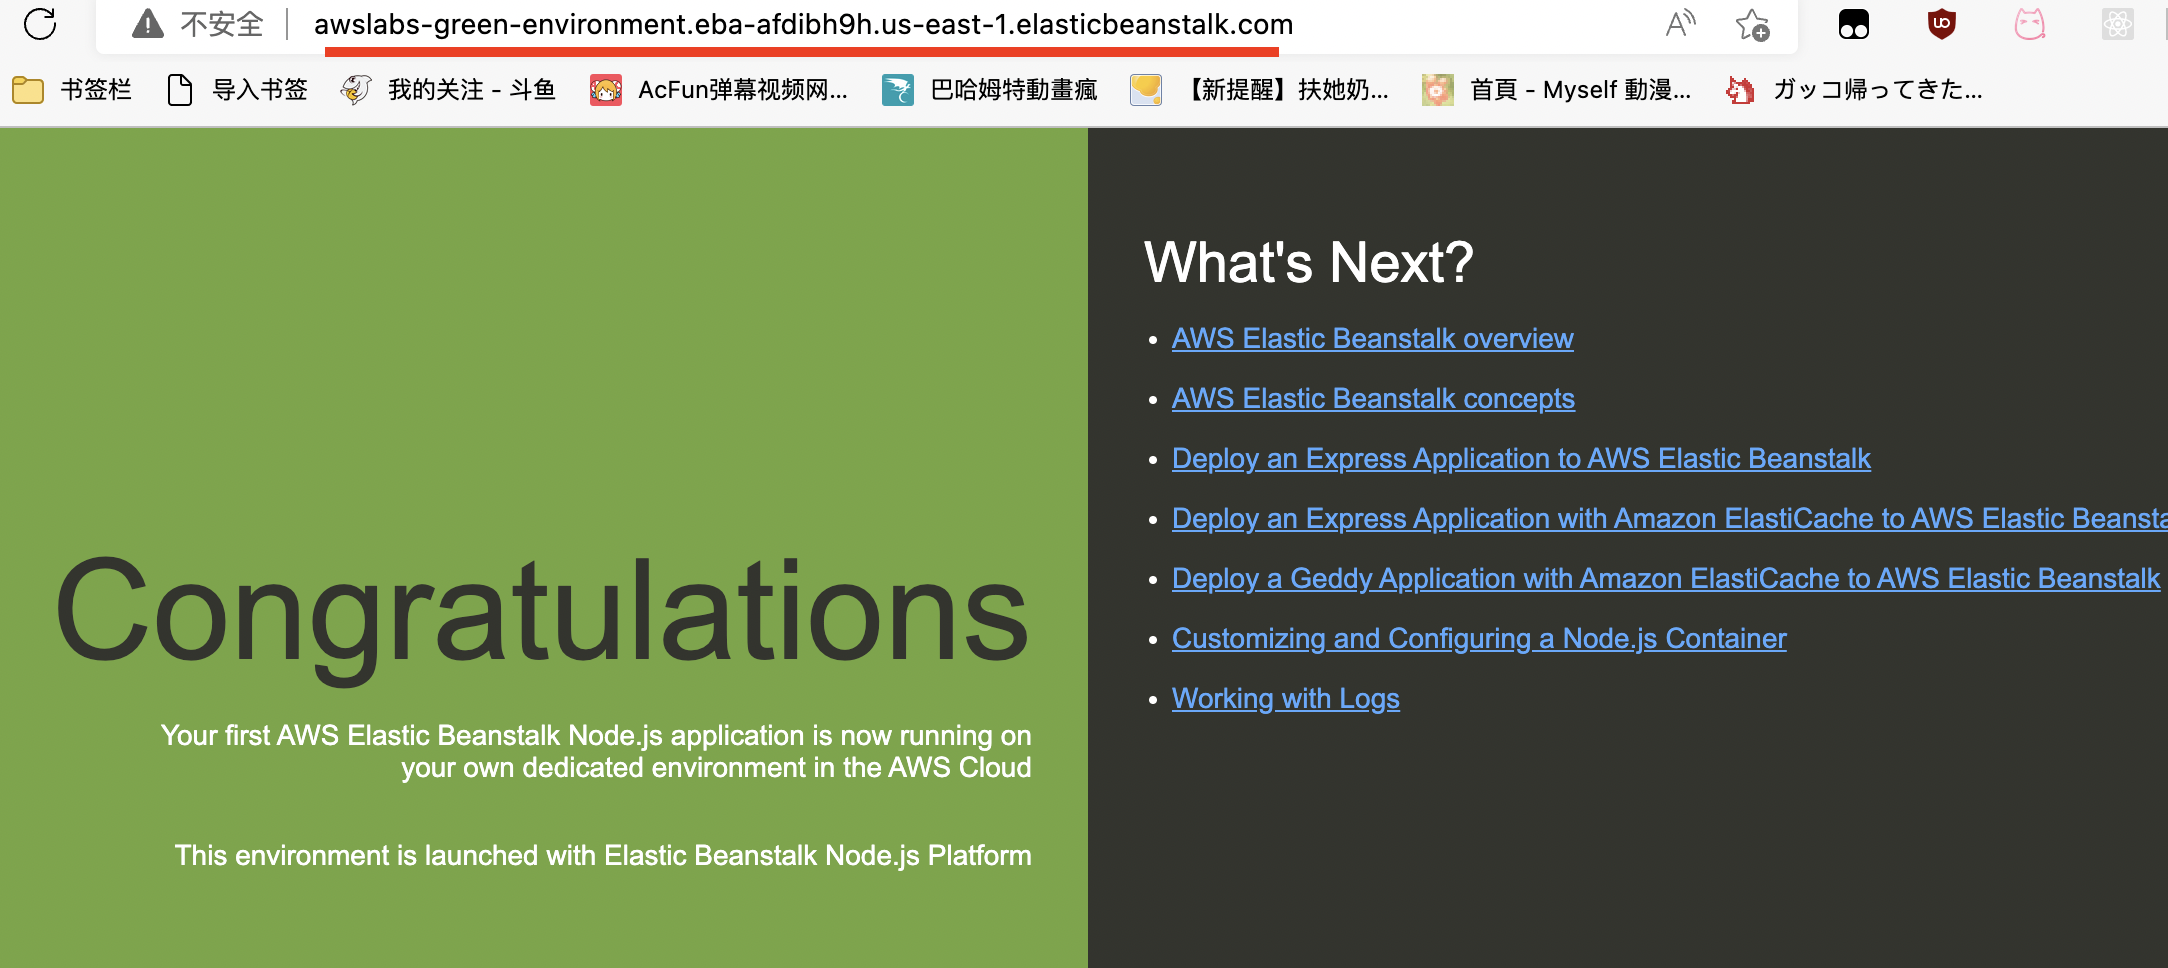 不安全 awslabs-green-environment.eba-afdibh9h.us-east-1.elasticbeanstalk.com
书签栏 导入书签 我的关注 - 斗鱼 AcFun弹幕视频网... 巴哈姆特動畫瘋 【新提醒】扶她奶... 首頁 - Myself 動漫... ガッコ帰ってきた...
Congratulations
Your first AWS Elastic Beanstalk Node.js application is now running on
your own dedicated environment in the AWS Cloud
This environment is launched with Elastic Beanstalk Node.js Platform
What's Next?
AWS Elastic Beanstalk overview
AWS Elastic Beanstalk concepts
Deploy an Express Application to AWS Elastic Beanstalk
Deploy an Express Application with Amazon ElastiCache to AWS Elastic Beansta
Deploy a Geddy Application with Amazon ElastiCache to AWS Elastic Beanstalk
Customizing and Configuring a Node.js Container
Working with Logs